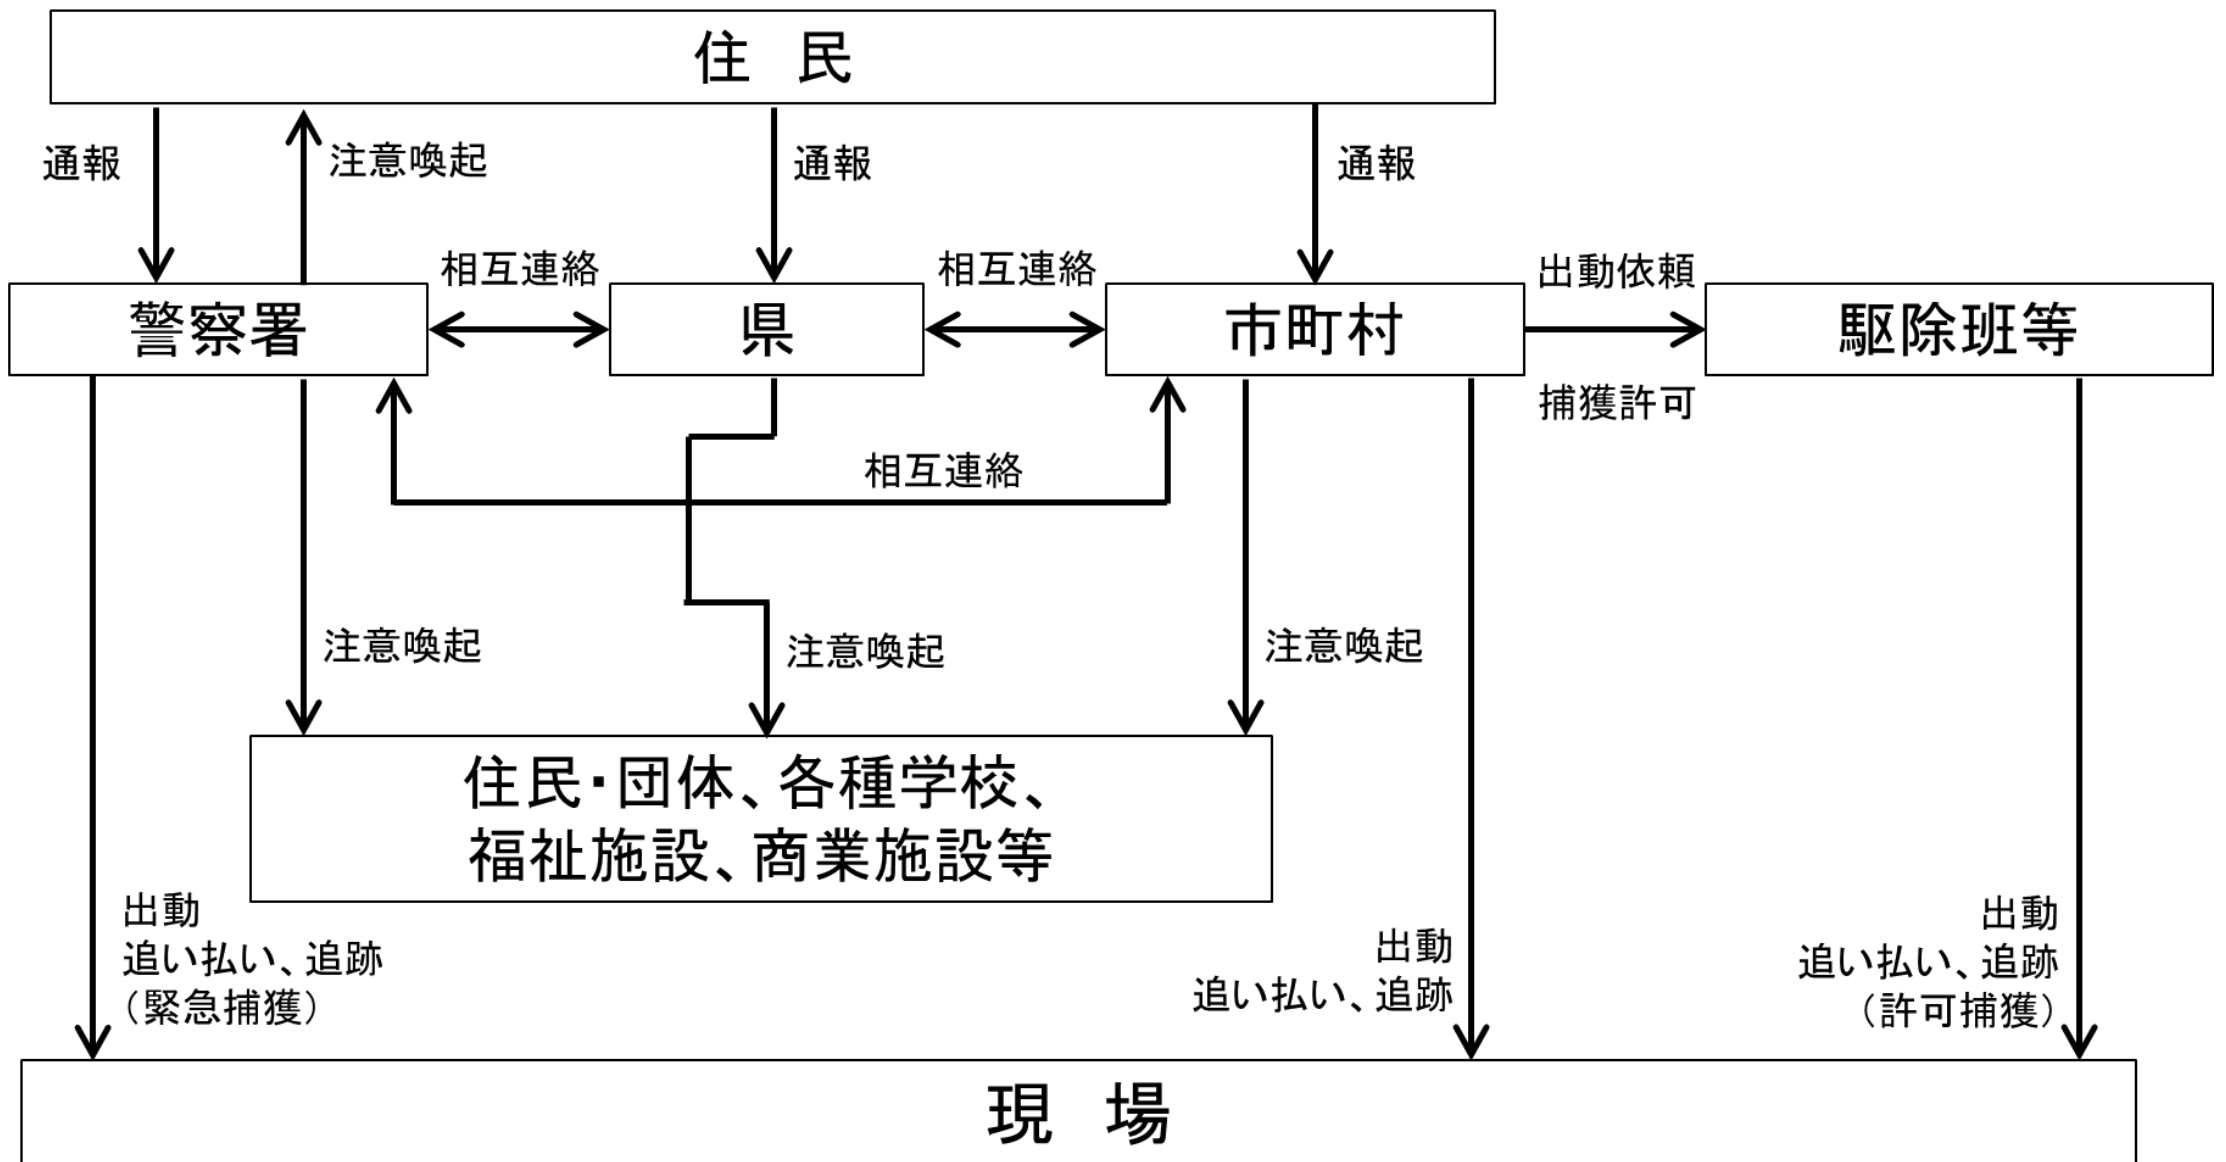 住　民
通報
注意喚起
通報
通報
相互連絡
相互連絡
出動依頼
警察署
県
市町村
駆除班等
捕獲許可
相互連絡
注意喚起
注意喚起
注意喚起
住民・団体、各種学校、
福祉施設、商業施設等
出動
追い払い、追跡
（緊急捕獲）
出動
追い払い、追跡
出動
追い払い、追跡
（許可捕獲）
現　場